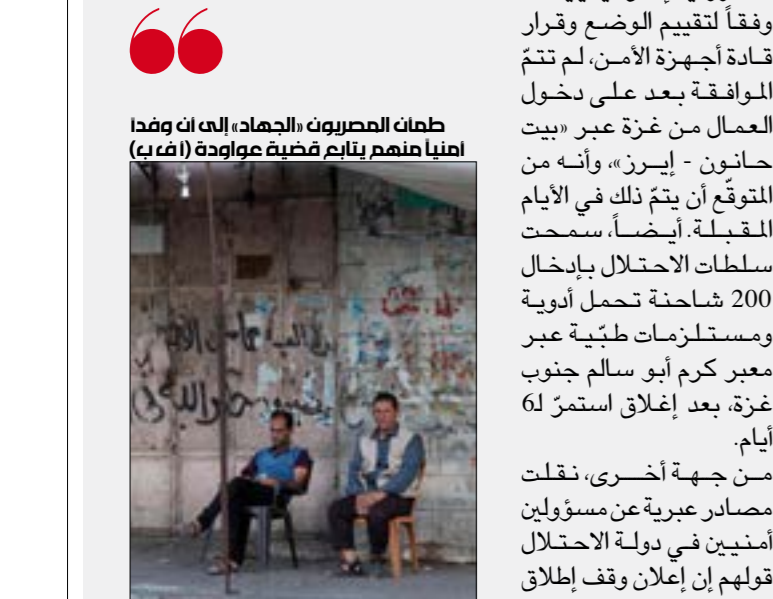 وفقاً لتقييم الوضع وقرار
قادة أجهزة الأمن، لم تتمّ
الموافقة بعد على دخول
العمال من غزة عبر «بيت
حانون - إيرز»، وأنه من
المتوقّع أن يتمّ ذلك في الأيام
المقبلة. أيضاً، سمحت
سلطات الاحتلال بإدخال
200 شاحنة تحمل أدوية
ومستلزمات طبّية عبر
معبر كرم أبو سالم جنوب
غزة، بعد إغلاق استمرّ لـ6
أيام.
من جهة أخرى، نقلت
مصادر عبرية عن مسؤولين
أمنيين في دولة الاحتلال
قولهم إن إعلان وقف إطلاق
طمأن المصريون «الجهاد» إلى أن وفداً
أمنياً منهم يتابع قضية عواودة (أ ف ب)